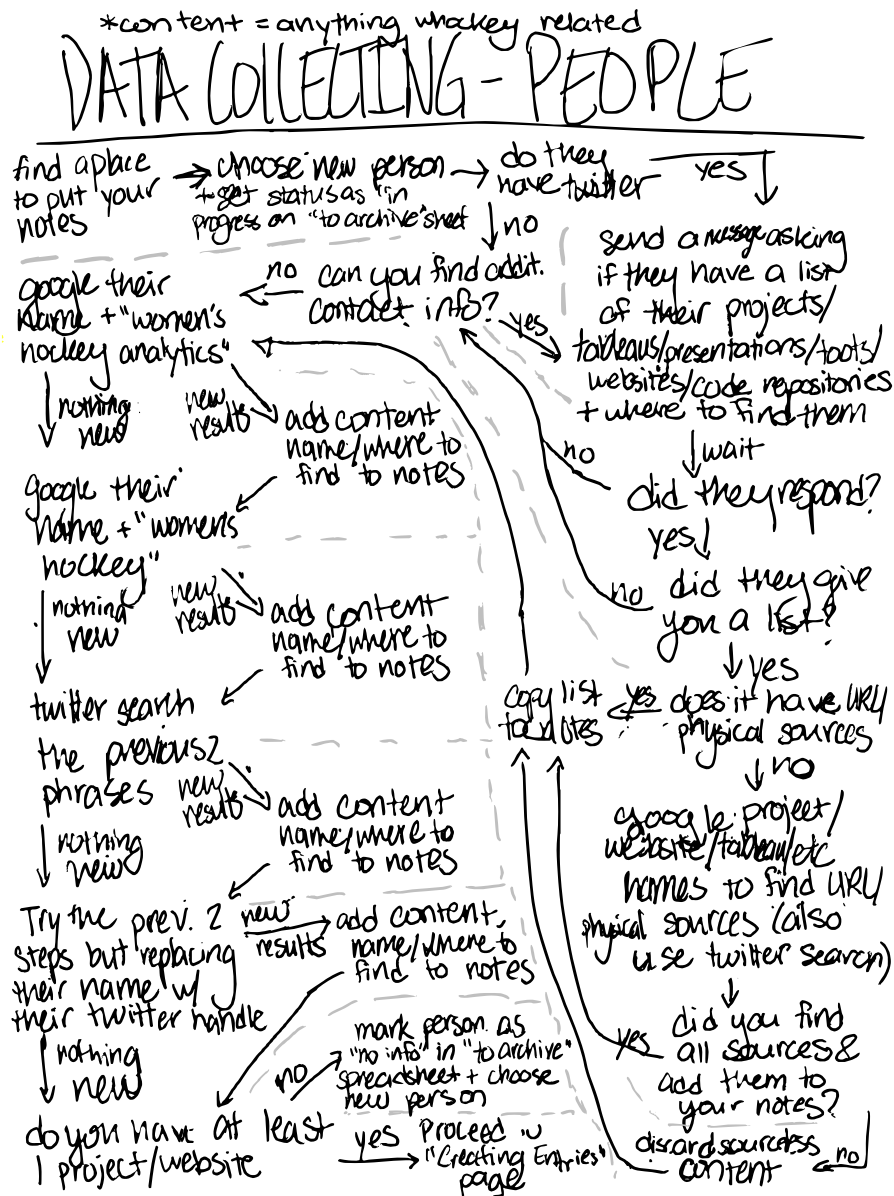 *content = anything whockey related
DATA COLLECTING - PEOPLE
find a place
to put your
notes
choose new person
+ set status as "in
progress on "to archive" sheet
do they
have twitter
yes
no
send a message asking
if they have a list
of their projects/
tableaus/presentations/tools/
websites/code repositories
+ where to find them
wait
did they respond?
no
yes
did they give
you a list?
no
yes
does it have URL/
physical sources
yes
copy list
to notes
no
google project/
website/tableau/etc
names to find URL/
physical sources (also
use twitter search)
did you find
all sources &
add them to
your notes?
yes
no
discard sourceless
content
can you find addit.
contact info?
yes
no
google their
name + "women's
hockey analytics"
nothing
new
new
results
add content
name/where to
find to notes
google their
name + "womens
hockey"
nothing
new
new
results
add content
name/where to
find to notes
twitter search
the previous 2
phrases
nothing
new
new
results
add content
name/where to
find to notes
Try the prev. 2
steps but replacing
their name w/
their twitter handle
nothing
new
new
results
add content,
name/where to
find to notes
do you have at least
1 project/website
no
mark person as
"no info" in "to archive"
spreadsheet + choose
new person
yes
Proceed
"Creating Entries"
page